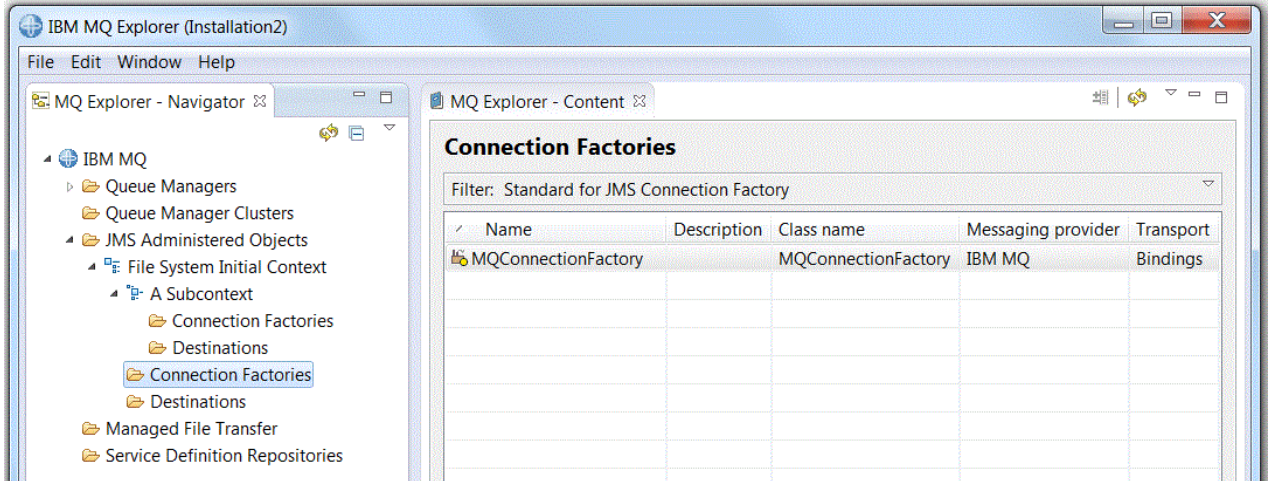 IBM MQ Explorer (Installation2)
File Edit Window Help
MQ Explorer - Navigator
IBM MQ
Queue Managers
Queue Manager Clusters
JMS Administered Objects
File System Initial Context
A Subcontext
Connection Factories
Destinations
Connection Factories
Destinations
Managed File Transfer
Service Definition Repositories
MQ Explorer - Content
Connection Factories
Filter: Standard for JMS Connection Factory
Name Description Class name Messaging provider Transport
MQConnectionFactory MQConnectionFactory IBM MQ Bindings